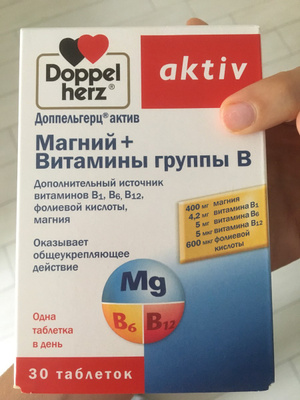 Doppel
herz®
aktiv
Доппельгерц® актив
Магний +
Витамины группы В
Дополнительный источник
витаминов В1, В6, В12,
фолиевой кислоты,
магния
400 мг магния
4,2 мг витамина В1
5 мг витамина В6
5 мкг витамина В12
600 мкг фолиевой
кислоты
Оказывает
общеукрепляющее
действие
Mg
B6 B12
Одна
таблетка
в день
30 таблеток